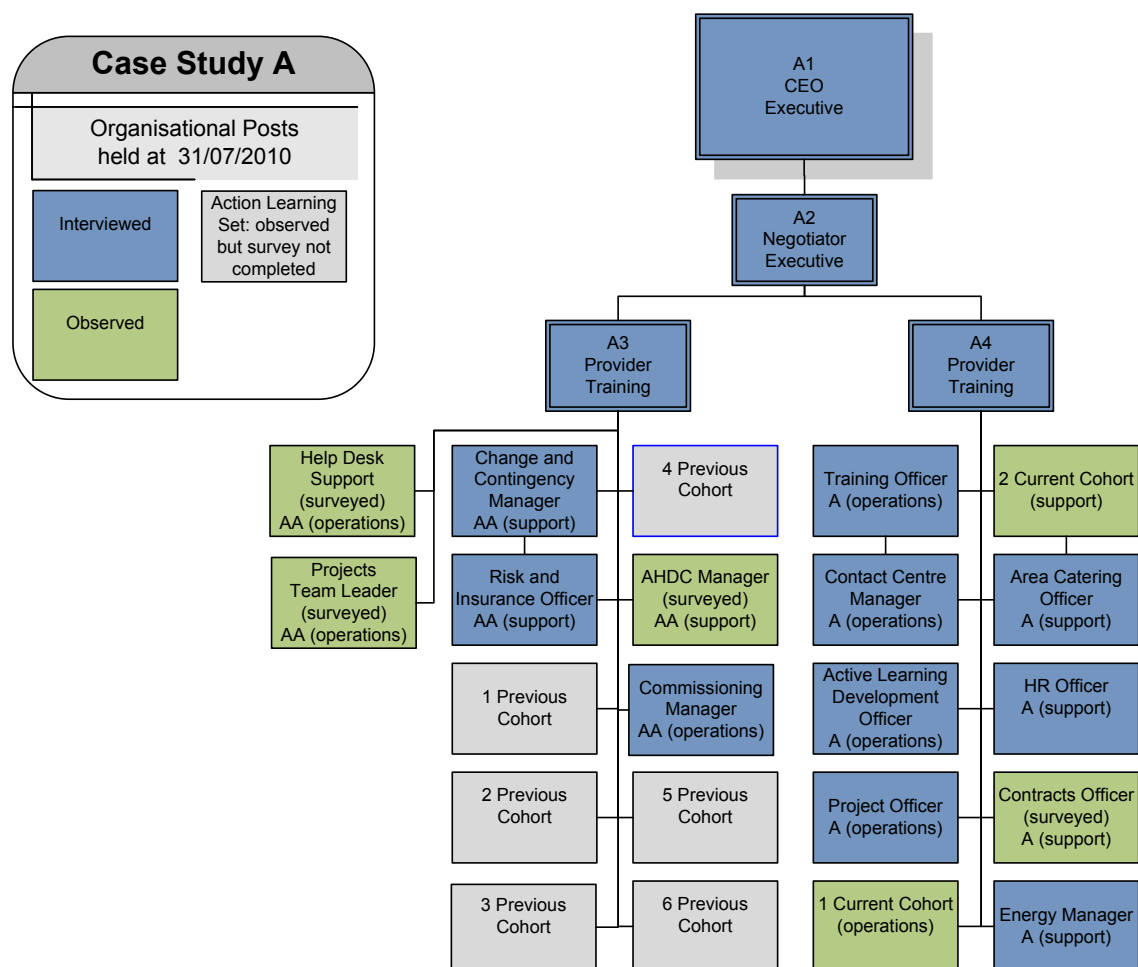 Case Study A
Organisational Posts
held at 31/07/2010
Interviewed
Action Learning
Set: observed
but survey not
completed
Observed
A1
CEO
Executive
A2
Negotiator
Executive
A3
Provider
Training
A4
Provider
Training
Help Desk
Support
(surveyed)
AA (operations)
Change and
Contingency
Manager
AA (support)
4 Previous
Cohort
Training Officer
A (operations)
2 Current Cohort
(support)
Projects
Team Leader
(surveyed)
AA (operations)
Risk and
Insurance Officer
AA (support)
AHDC Manager
(surveyed)
AA (support)
Contact Centre
Manager
A (operations)
Area Catering
Officer
A (support)
1 Previous
Cohort
Commissioning
Manager
AA (operations)
Active Learning
Development
Officer
A (operations)
HR Officer
A (support)
2 Previous
Cohort
5 Previous
Cohort
Project Officer
A (operations)
Contracts Officer
(surveyed)
A (support)
3 Previous
Cohort
6 Previous
Cohort
1 Current Cohort
(operations)
Energy Manager
A (support)